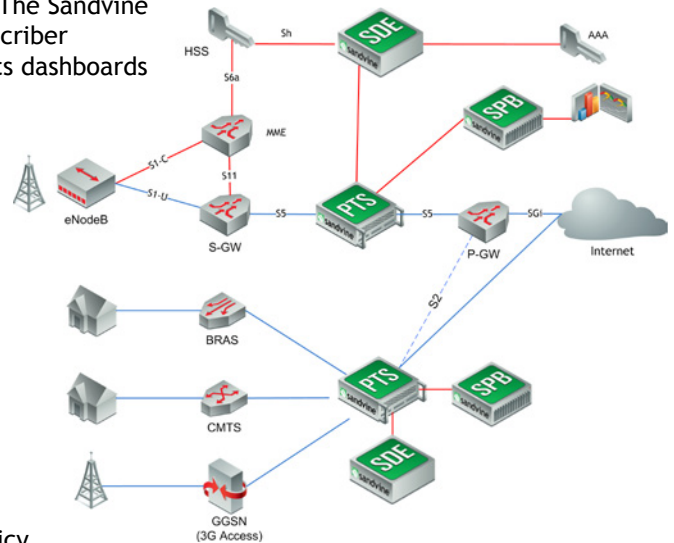 The Sandvine
criber
ts dashboards
HSS
Sh
SDE
sandvine
AAA
S6a
SPB
sandvine
MME
S1-C
S11
eNodeB
S1-U
S-GW
S5
PTS
sandvine
S5
P-GW
SGi
Internet
S2
BRAS
PTS
sandvine
SPB
sandvine
CMTS
SDE
sandvine
GGSN
(3G Access)
icy